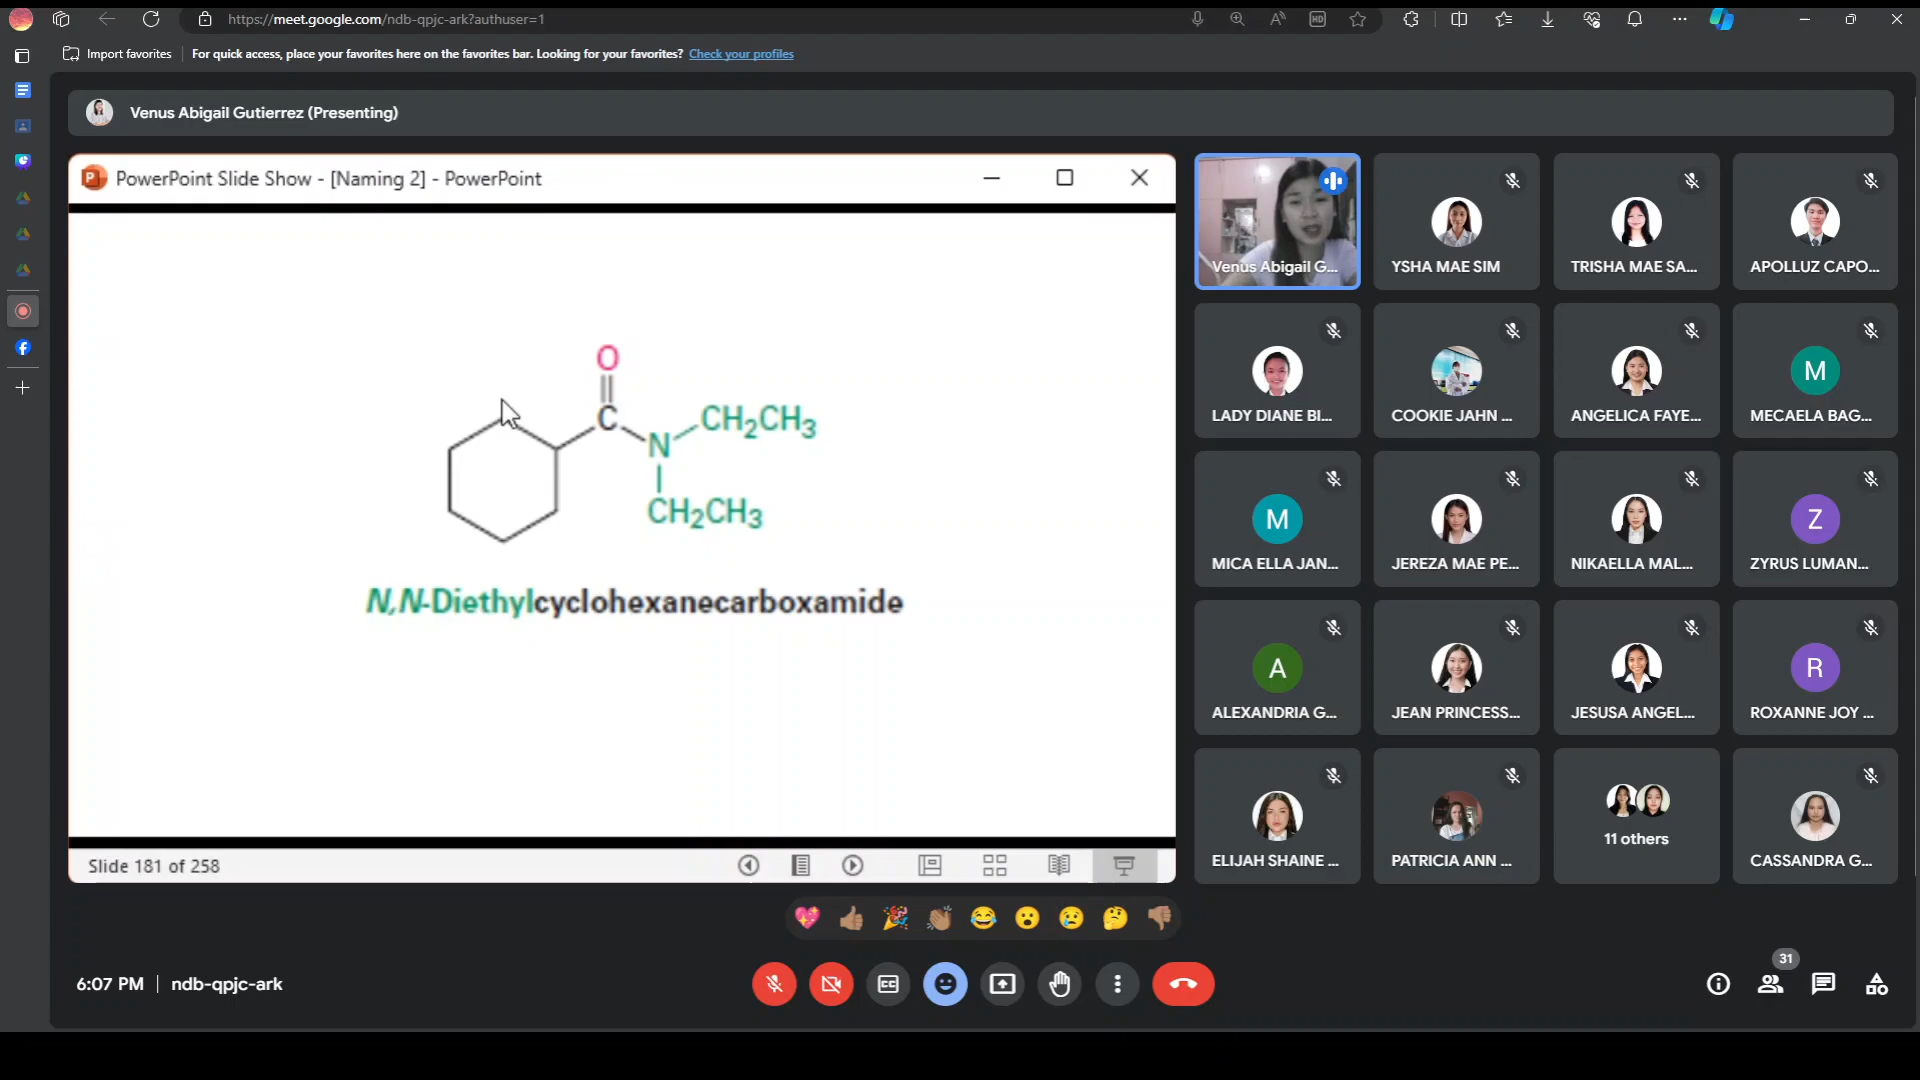 https://meet.google.com/ndb-qpjc-ark?authuser=1
Import favorites
For quick access, place your favorites here on the favorites bar. Looking for your favorites? Check your profiles
Venus Abigail Gutierrez (Presenting)
PowerPoint Slide Show - [Naming 2] - PowerPoint
O
C
N
CH2CH3
CH2CH3
N,N-Diethylcyclohexanecarboxamide
Slide 181 of 258
Venus Abigail G...
YSHA MAE SIM
TRISHA MAE SA...
APOLLUZ CAPO...
LADY DIANE BI...
COOKIE JAHN ...
ANGELICA FAYE...
M
MECAELA BAG...
M
MICA ELLA JAN...
JEREZA MAE PE...
NIKAELLA MAL...
Z
ZYRUS LUMAN...
A
ALEXANDRIA G...
JEAN PRINCESS...
JESUSA ANGEL...
R
ROXANNE JOY ...
ELIJAH SHAINE ...
PATRICIA ANN ...
11 others
CASSANDRA G...
6:07 PM | ndb-qpjc-ark
31